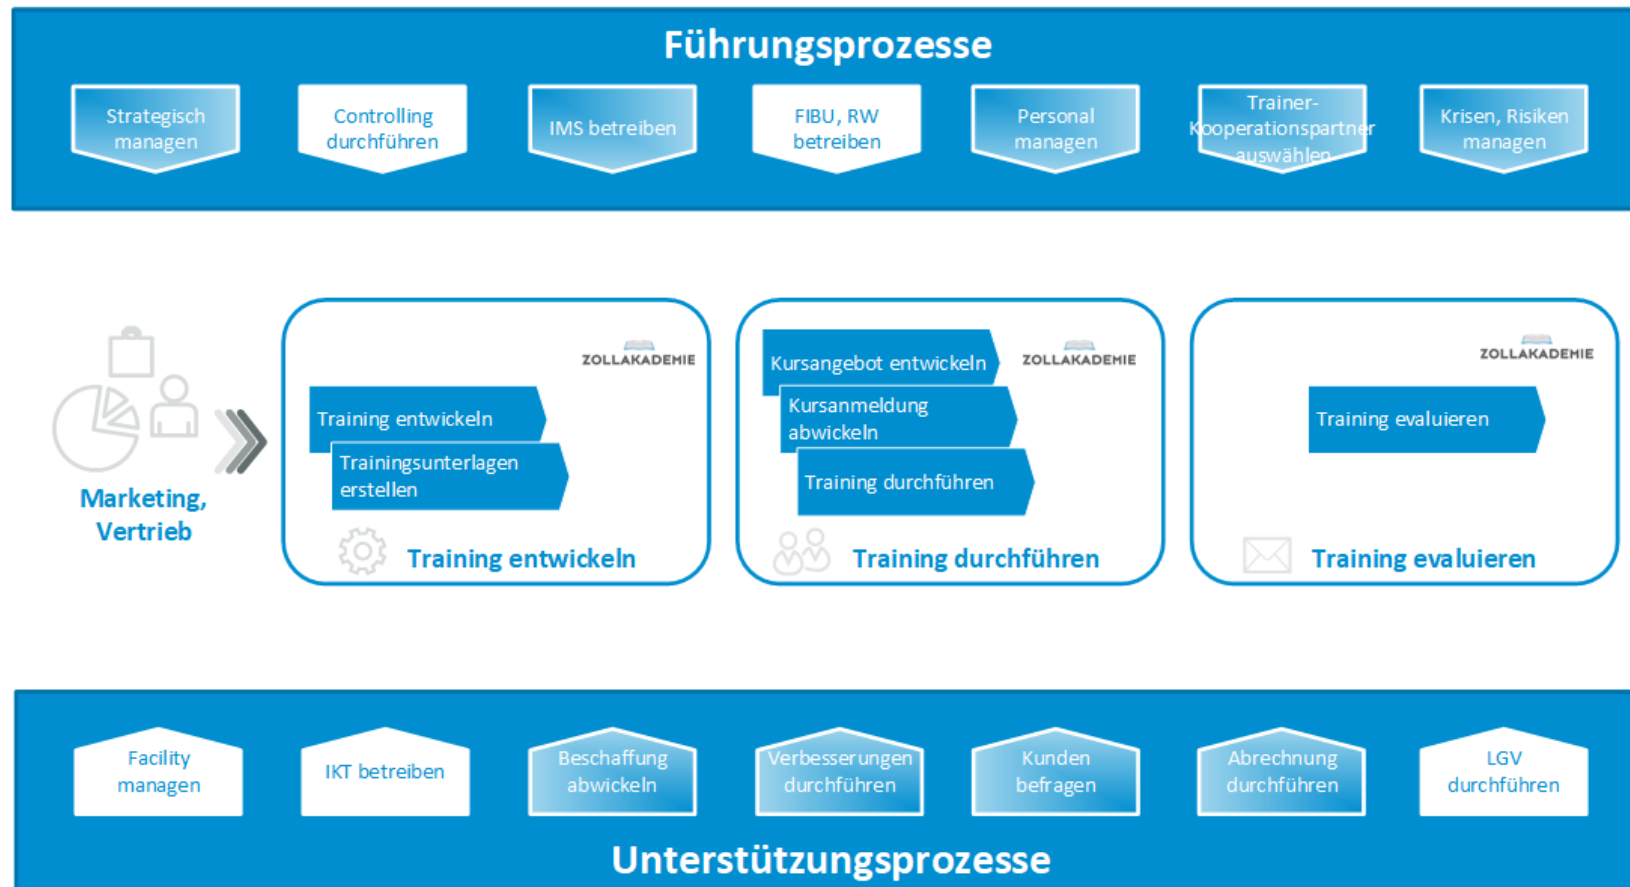 Führungsprozesse
Strategisch
managen
Controlling
durchführen
IMS betreiben
FIBU, RW
betreiben
Personal
managen
Trainer-
Kooperationspartner
auswählen
Krisen, Risiken
managen
Marketing,
Vertrieb
ZOLLAKADEMIE
Training entwickeln
Trainingsunterlagen
erstellen
Training entwickeln
Kursangebot entwickeln
ZOLLAKADEMIE
Kursanmeldung
abwickeln
Training durchführen
Training durchführen
ZOLLAKADEMIE
Training evaluieren
Training evaluieren
Facility
managen
IKT betreiben
Beschaffung
abwickeln
Verbesserungen
durchführen
Kunden
befragen
Abrechnung
durchführen
LGV
durchführen
Unterstützungsprozesse